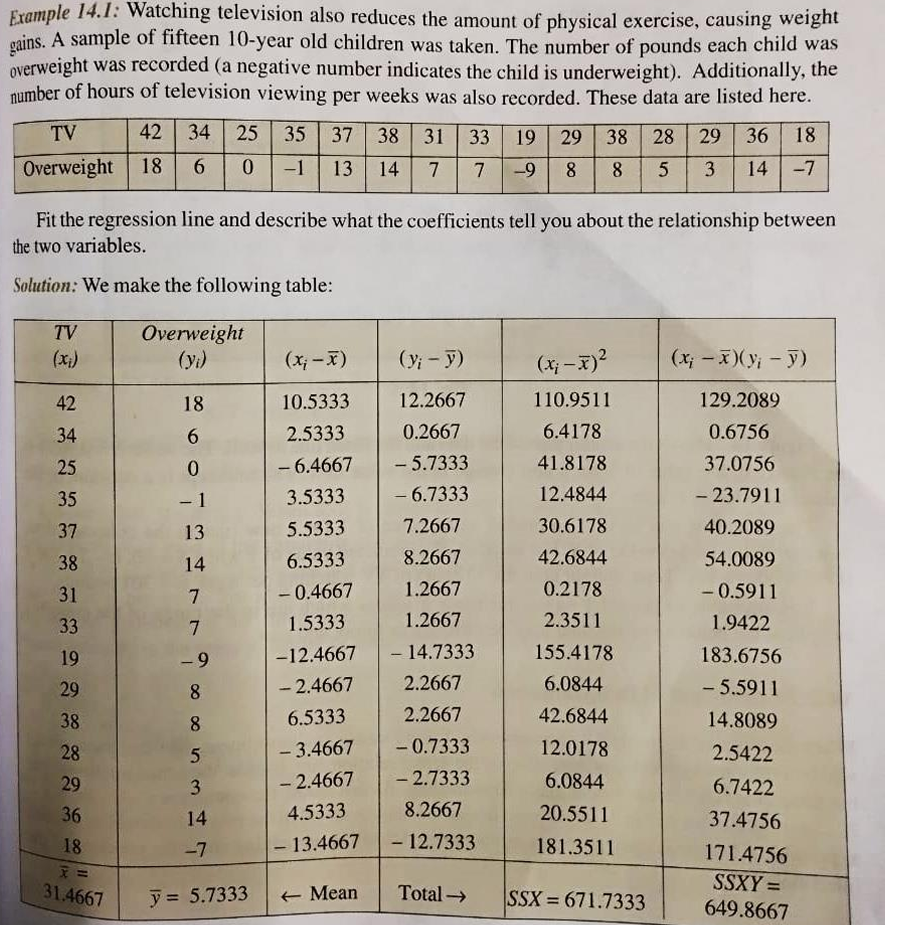 Example 14.1: Watching television also reduces the amount of physical exercise, causing weight
gains. A sample of fifteen 10-year old children was taken. The number of pounds each child was
overweight was recorded (a negative number indicates the child is underweight). Additionally, the
number of hours of television viewing per weeks was also recorded. These data are listed here.
TV 42 34 25 35 37 38 31 33 19 29 38 28 29 36 18
Overweight 18 6 0 –1 13 14 7 7 –9 8 8 5 3 14 –7
Fit the regression line and describe what the coefficients tell you about the relationship between
the two variables.
Solution: We make the following table:
TV Overweight
(xᵢ) (yᵢ) (xᵢ – x̅) (yᵢ – y̅) (xᵢ – x̅)² (xᵢ – x̅)(yᵢ – y̅)
42 18 10.5333 12.2667 110.9511 129.2089
34 6 2.5333 0.2667 6.4178 0.6756
25 0 – 6.4667 – 5.7333 41.8178 37.0756
35 – 1 3.5333 – 6.7333 12.4844 – 23.7911
37 13 5.5333 7.2667 30.6178 40.2089
38 14 6.5333 8.2667 42.6844 54.0089
31 7 – 0.4667 1.2667 0.2178 – 0.5911
33 7 1.5333 1.2667 2.3511 1.9422
19 – 9 –12.4667 – 14.7333 155.4178 183.6756
29 8 – 2.4667 2.2667 6.0844 – 5.5911
38 8 6.5333 2.2667 42.6844 14.8089
28 5 – 3.4667 – 0.7333 12.0178 2.5422
29 3 – 2.4667 – 2.7333 6.0844 6.7422
36 14 4.5333 8.2667 20.5511 37.4756
18 –7 – 13.4667 – 12.7333 181.3511 171.4756
x̅ = SSXY =
31.4667 y̅ = 5.7333 ← Mean Total → SSX = 671.7333 649.8667